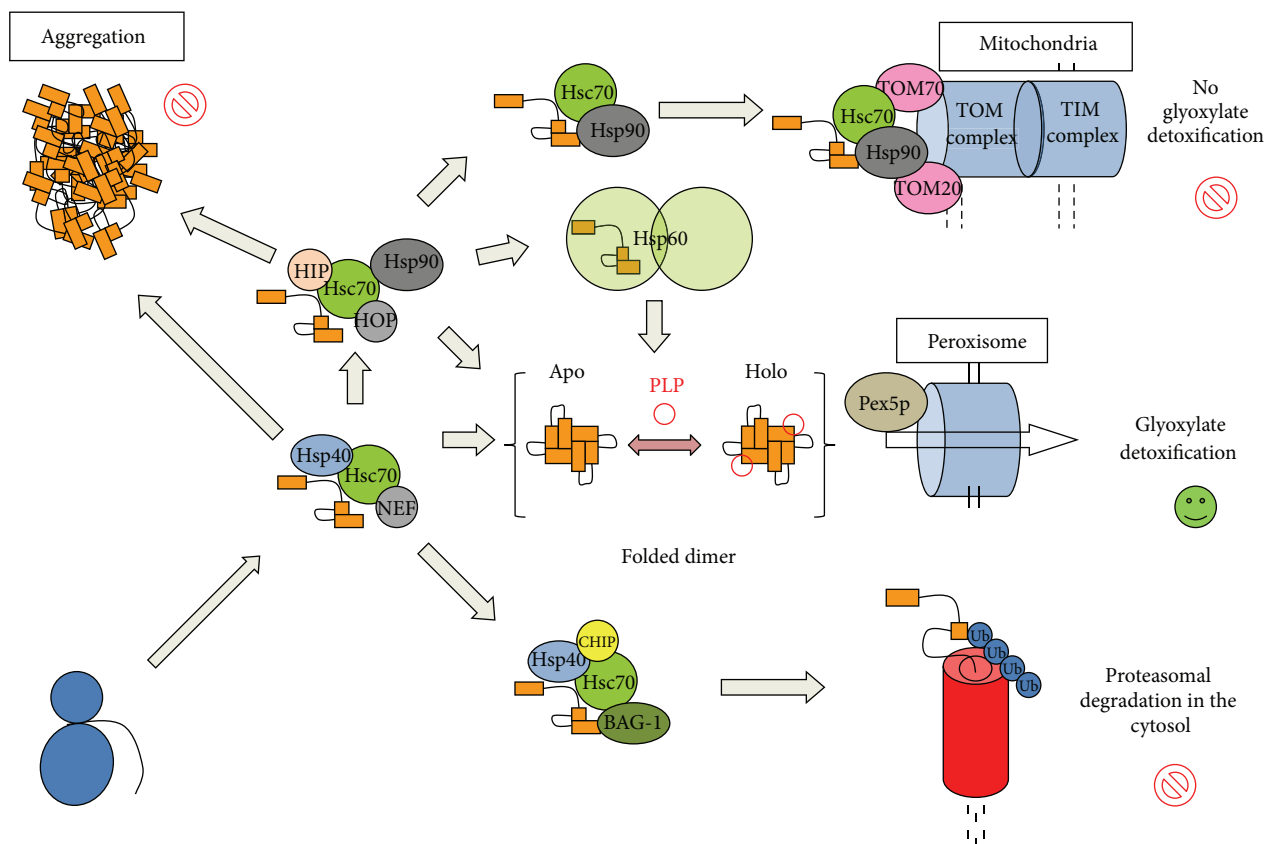 Aggregation
Mitochondria
Hsc70
Hsp90
TOM70
Hsc70
Hsp90
TOM20
TOM
complex
TIM
complex
No
glyoxylate
detoxification
HIP
Hsc70
Hsp90
HOP
Hsp60
Peroxisome
Apo
PLP
Holo
Pex5p
Glyoxylate
detoxification
Hsp40
Hsc70
NEF
Folded dimer
CHIP
Hsp40
Hsc70
BAG-1
Ub
Ub
Ub
Ub
Proteasomal
degradation in the
cytosol